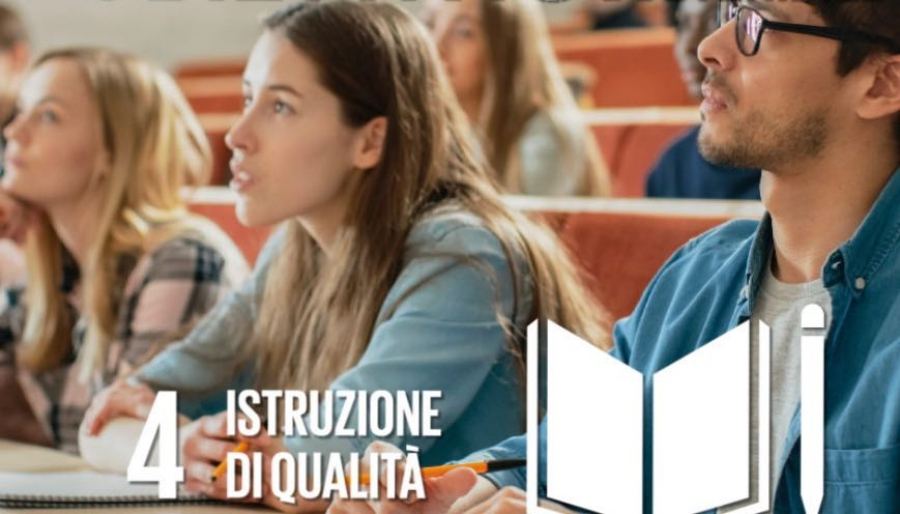 4 ISTRUZIONE
DI QUALITÀ